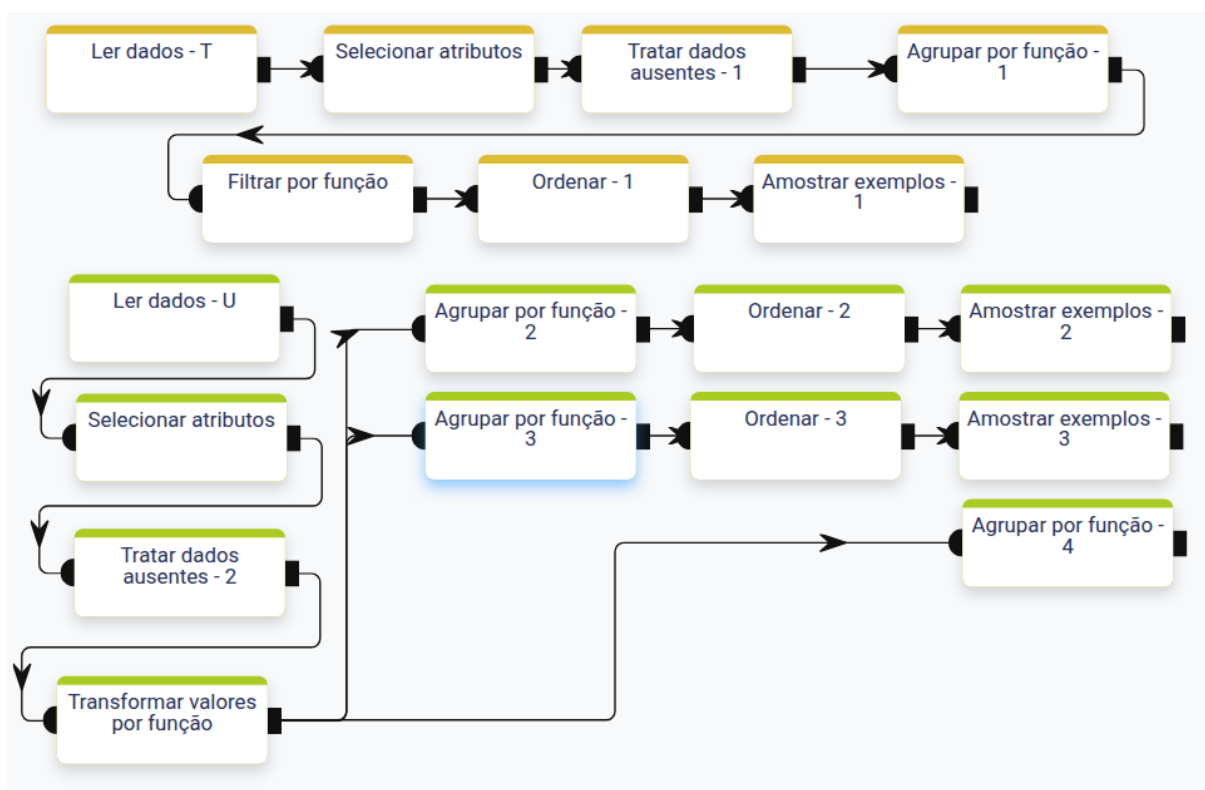 Ler dados - T
Selecionar atributos
Tratar dados
ausentes - 1
Agrupar por função -
1
Filtrar por função
Ordenar - 1
Amostrar exemplos -
1
Ler dados - U
Selecionar atributos
Tratar dados
ausentes - 2
Transformar valores
por função
Agrupar por função -
2
Ordenar - 2
Amostrar exemplos -
2
Agrupar por função -
3
Ordenar - 3
Amostrar exemplos -
3
Agrupar por função -
4